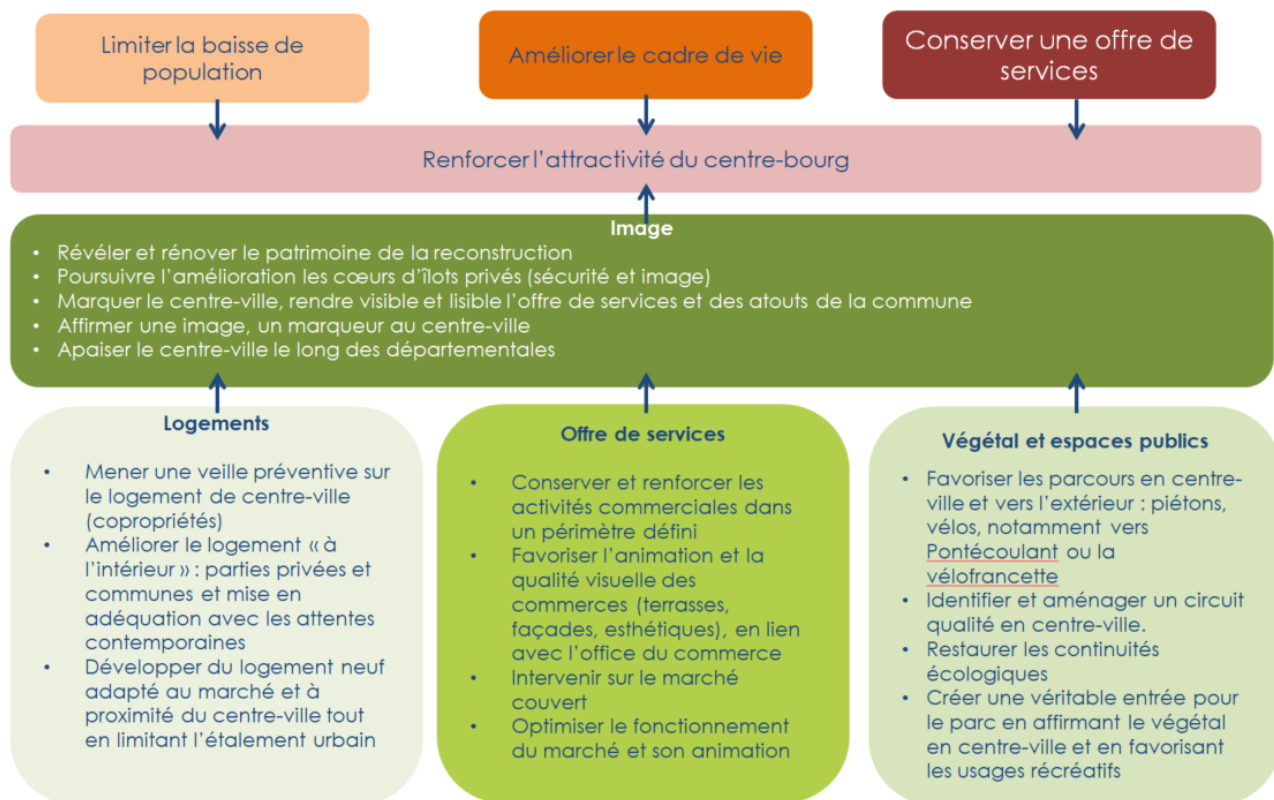 Limiter la baisse de
population
Améliorer le cadre de vie
Conserver une offre de
services
Renforcer l'attractivité du centre-bourg
Image
• Révéler et rénover le patrimoine de la reconstruction
• Poursuivre l'amélioration les cœurs d'îlots privés (sécurité et image)
• Marquer le centre-ville, rendre visible et lisible l'offre de services et des atouts de la commune
• Affirmer une image, un marqueur au centre-ville
• Apaiser le centre-ville le long des départementales
Logements
• Mener une veille préventive sur
le logement de centre-ville
(copropriétés)
• Améliorer le logement « à
l'intérieur » : parties privées et
communes et mise en
adéquation avec les attentes
contemporaines
• Développer du logement neuf
adapté au marché et à
proximité du centre-ville tout
en limitant l'étalement urbain
Offre de services
• Conserver et renforcer les
activités commerciales dans
un périmètre défini
• Favoriser l'animation et la
qualité visuelle des
commerces (terrasses,
façades, esthétiques), en lien
avec l'office du commerce
• Intervenir sur le marché
couvert
• Optimiser le fonctionnement
du marché et son animation
Végétal et espaces publics
• Favoriser les parcours en centre-
ville et vers l'extérieur : piétons,
vélos, notamment vers
Pontécoulant ou la
vélofrancette
• Identifier et aménager un circuit
qualité en centre-ville.
• Restaurer les continuités
écologiques
• Créer une véritable entrée pour
le parc en affirmant le végétal
en centre-ville et en favorisant
les usages récréatifs